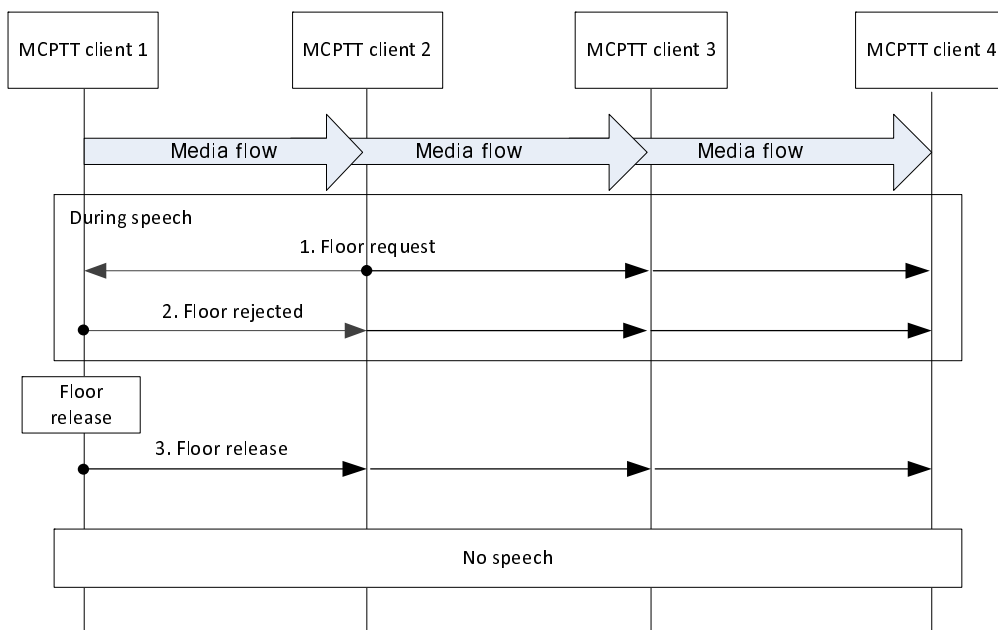 MCPTT client 1
MCPTT client 2
MCPTT client 3
MCPTT client 4
Media flow
Media flow
Media flow
During speech
1. Floor request
2. Floor rejected
Floor
release
3. Floor release
No speech